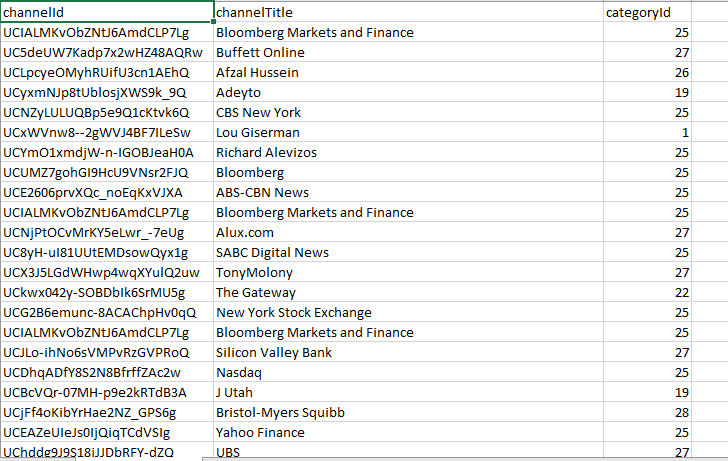 channelId channelTitle categoryId
UCIALMKvObZNtJ6AmdCLP7Lg Bloomberg Markets and Finance 25
UC5deUW7Kadp7x2wHZ48AQRw Buffett Online 27
UCLpcyeOMyhRUifU3cn1AEhQ Afzal Hussein 26
UCyxmNJp8tUblosjXWS9k_9Q Adeyto 19
UCNZyLULUQBp5e9Q1cKtvk6Q CBS New York 25
UCxWVnw8--2gWVJ4BF7ILeSw Lou Giserman 1
UCYmO1xmdjW-n-IGOBJeaH0A Richard Alevizos 25
UCUMZ7gohGI9HcU9VNsr2FJQ Bloomberg 25
UCE2606prvXQc_noEqKxVJXA ABS-CBN News 25
UCIALMKvObZNtJ6AmdCLP7Lg Bloomberg Markets and Finance 25
UCNjPtOCvMrKY5eLwr_-7eUg Alux.com 27
UC8yH-uI81UUtEMDsowQyx1g SABC Digital News 25
UCX3J5LGdWHwp4wqXYulQ2uw TonyMolony 27
UCkwx042y-SOBDbIk6SrMU5g The Gateway 22
UCG2B6emunc-8ACAChpHv0qQ New York Stock Exchange 25
UCIALMKvObZNtJ6AmdCLP7Lg Bloomberg Markets and Finance 25
UCJLo-ihNo6sVMPvRzGVPRoQ Silicon Valley Bank 27
UCDhqADfY8S2N8BfrffZAc2w Nasdaq 25
UCBcVQr-07MH-p9e2kRTdB3A J Utah 19
UCjFf4oKibYrHae2NZ_GPS6g Bristol-Myers Squibb 28
UCEAZeUIeJs0IjQiqTCdVSIg Yahoo Finance 25
UChddg9J9S18iJJDbRFY-dZQ UBS 27